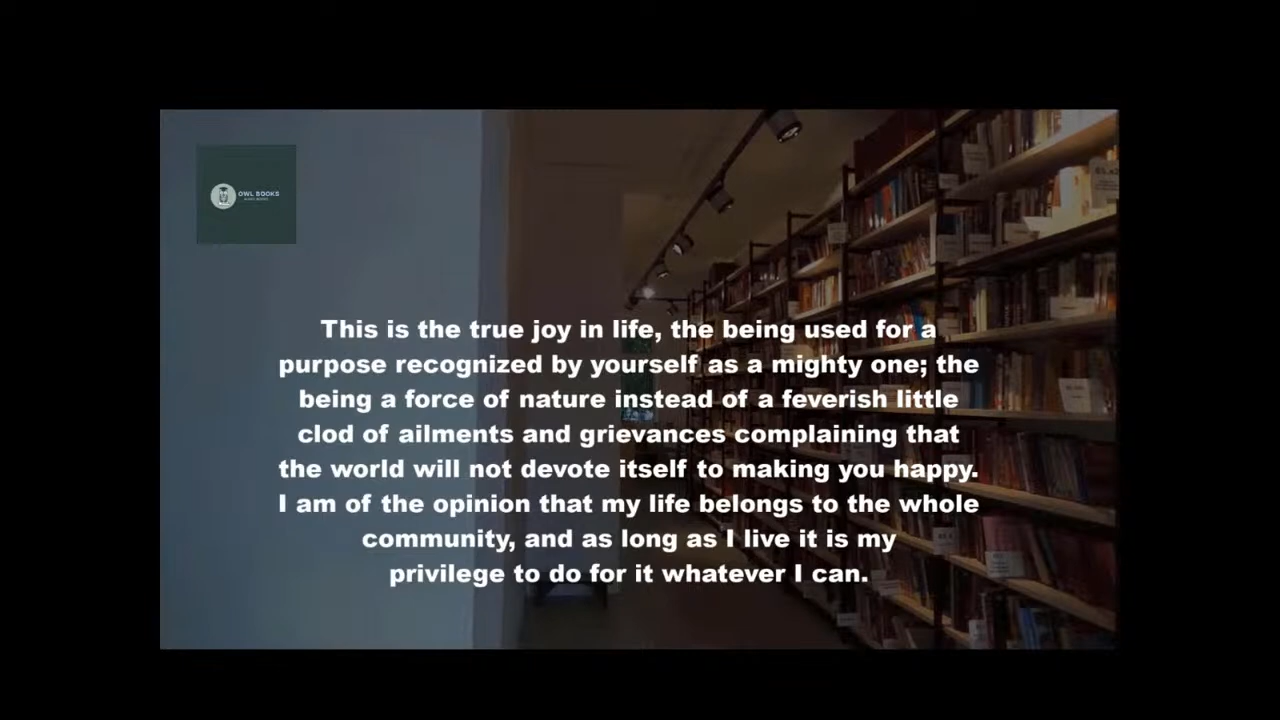 OWL BOOKS
This is the true joy in life, the being used for a
purpose recognized by yourself as a mighty one; the
being a force of nature instead of a feverish little
clod of ailments and grievances complaining that
the world will not devote itself to making you happy.
I am of the opinion that my life belongs to the whole
community, and as long as I live it is my
privilege to do for it whatever I can.